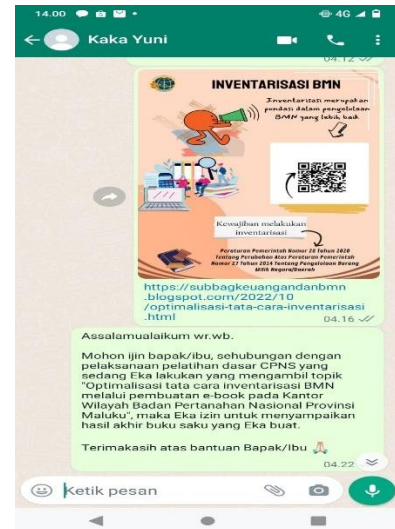 14.00
4G
Kaka Yuni
04.12
INVENTARISASI BMN
Inventarisasi merupakan
pondasi dalam pengelolaan
BMN yang lebih baik
Kewajiban melakukan
inventarisasi
Peraturan Pemerintah Nomor 28 Tahun 2020
Tentang Perubahan Atas Peraturan Pemerintah
Nomor 27 Tahun 2014 Tentang Pengelolaan Barang
Milik Negara/Daerah
https://subbagkeuangandanbmn
.blogspot.com/2022/10
/optimalisasi-tata-cara-inventarisasi
.html
04.16
Assalamualaikum wr.wb.
Mohon ijin bapak/ibu, sehubungan dengan
pelaksanaan pelatihan dasar CPNS yang
sedang Eka lakukan yang mengambil topik
"Optimalisasi tata cara inventarisasi BMN
melalui pembuatan e-book pada Kantor
Wilayah Badan Pertanahan Nasional Provinsi
Maluku", maka Eka izin untuk menyampaikan
hasil akhir buku saku yang Eka buat.
Terimakasih atas bantuan Bapak/Ibu 🙏
04.22
Ketik pesan